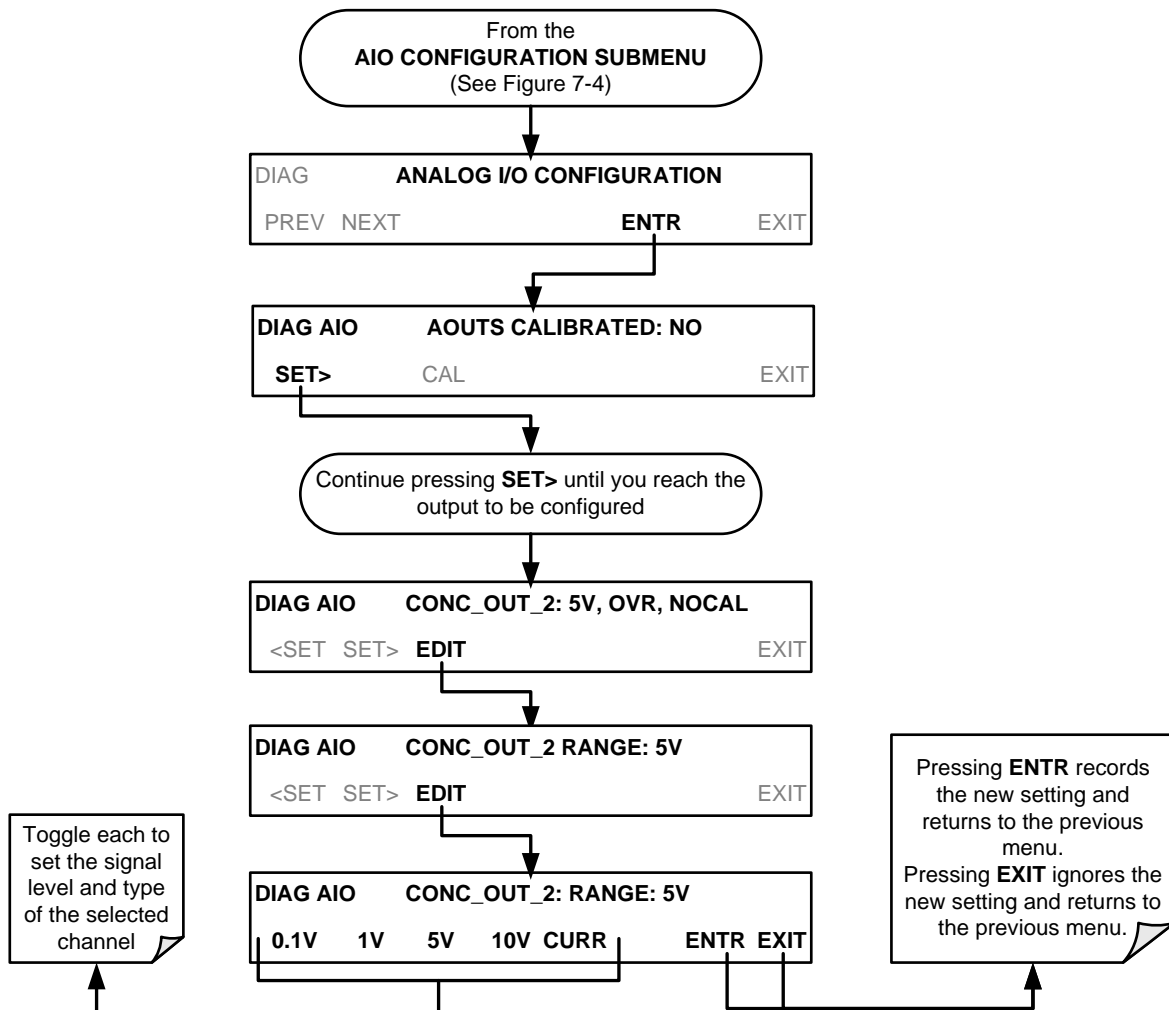 From the
AIO CONFIGURATION SUBMENU
(See Figure 7-4)
DIAG ANALOG I/O CONFIGURATION
PREV NEXT ENTR EXIT
DIAG AIO AOUTS CALIBRATED: NO
SET> CAL EXIT
Continue pressing SET> until you reach the
output to be configured
DIAG AIO CONC_OUT_2: 5V, OVR, NOCAL
<SET SET> EDIT EXIT
DIAG AIO CONC_OUT_2 RANGE: 5V
<SET SET> EDIT EXIT
Toggle each to
set the signal
level and type
of the selected
channel
DIAG AIO CONC_OUT_2: RANGE: 5V
0.1V 1V 5V 10V CURR ENTR EXIT
Pressing ENTR records
the new setting and
returns to the previous
menu.
Pressing EXIT ignores the
new setting and returns to
the previous menu.